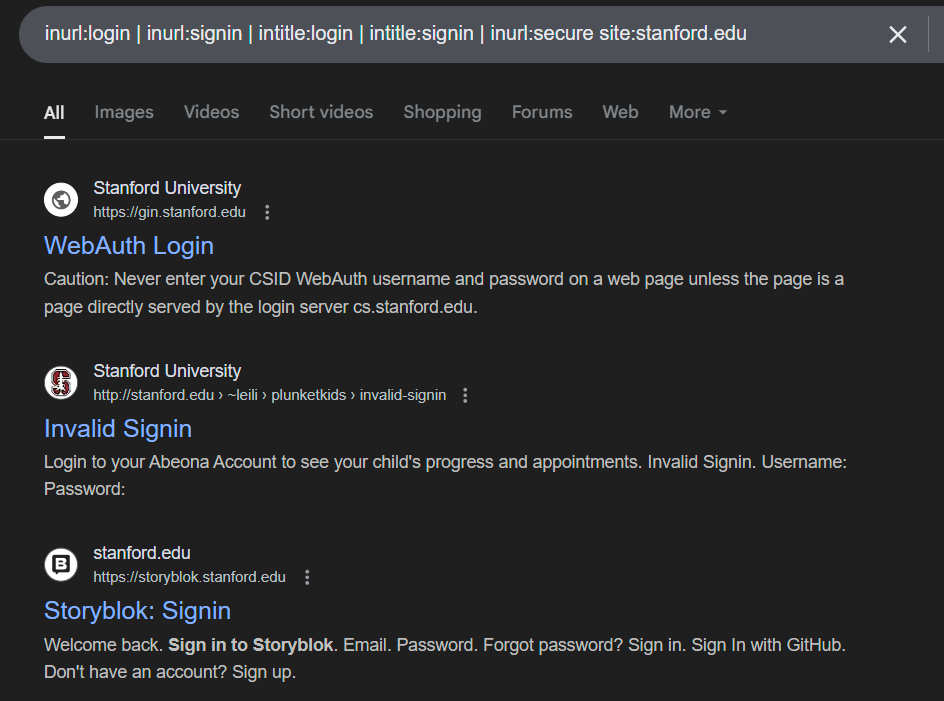 inurl:login | inurl:signin | intitle:login | intitle:signin | inurl:secure site:stanford.edu
All Images Videos Short videos Shopping Forums Web More
Stanford University
https://gin.stanford.edu
WebAuth Login
Caution: Never enter your CSID WebAuth username and password on a web page unless the page is a
page directly served by the login server cs.stanford.edu.
Stanford University
http://stanford.edu › ~leili › plunketkids › invalid-signin
Invalid Signin
Login to your Abeona Account to see your child's progress and appointments. Invalid Signin. Username:
Password:
stanford.edu
https://storyblok.stanford.edu
Storyblok: Signin
Welcome back. Sign in to Storyblok. Email. Password. Forgot password? Sign in. Sign In with GitHub.
Don't have an account? Sign up.